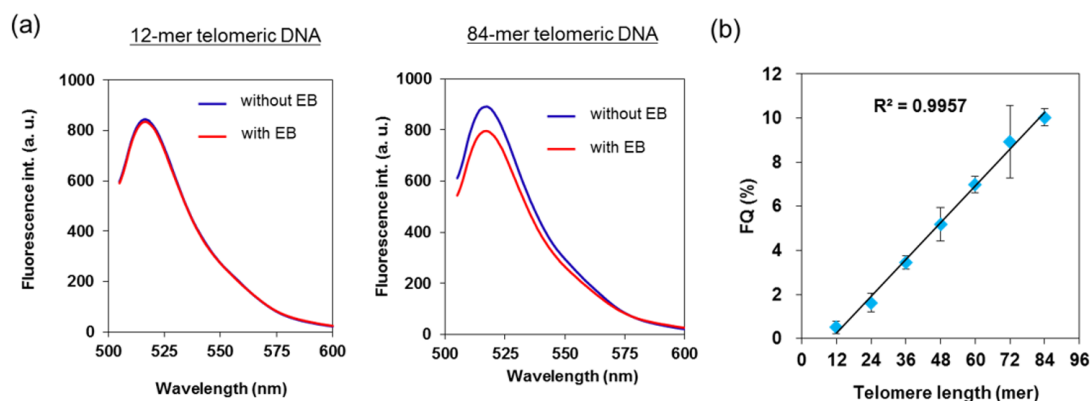 (a)
12-mer telomeric DNA
Fluorescence int. (a. u.)
1000
800
600
400
200
0
without EB
with EB
500 525 550 575 600
Wavelength (nm)
84-mer telomeric DNA
Fluorescence int. (a. u.)
1000
800
600
400
200
0
without EB
with EB
500 525 550 575 600
Wavelength (nm)
(b)
FQ (%)
12
10
8
6
4
2
0
R² = 0.9957
0 12 24 36 48 60 72 84 96
Telomere length (mer)